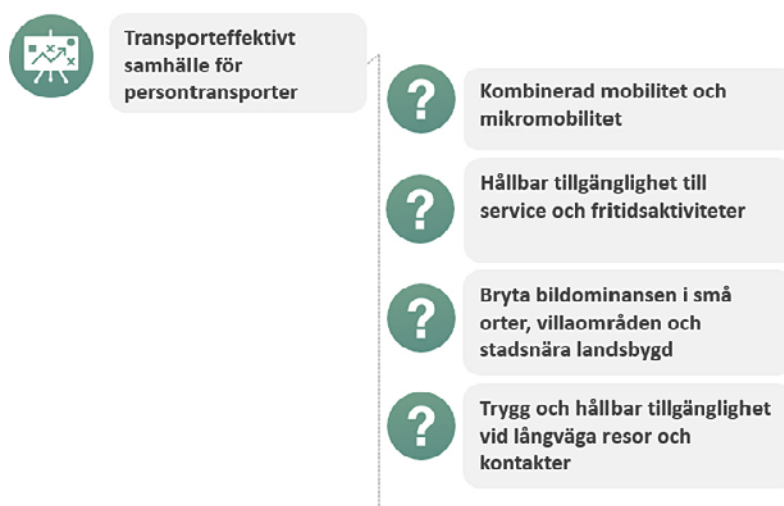 Transporteffektivt
samhälle för
persontransporter
?
Kombinerad mobilitet och
mikromobilitet
?
Hållbar tillgänglighet till
service och fritidsaktiviteter
?
Bryta bildominansen i små
orter, villaområden och
stadsnära landsbygd
?
Trygg och hållbar tillgänglighet
vid långväga resor och
kontakter